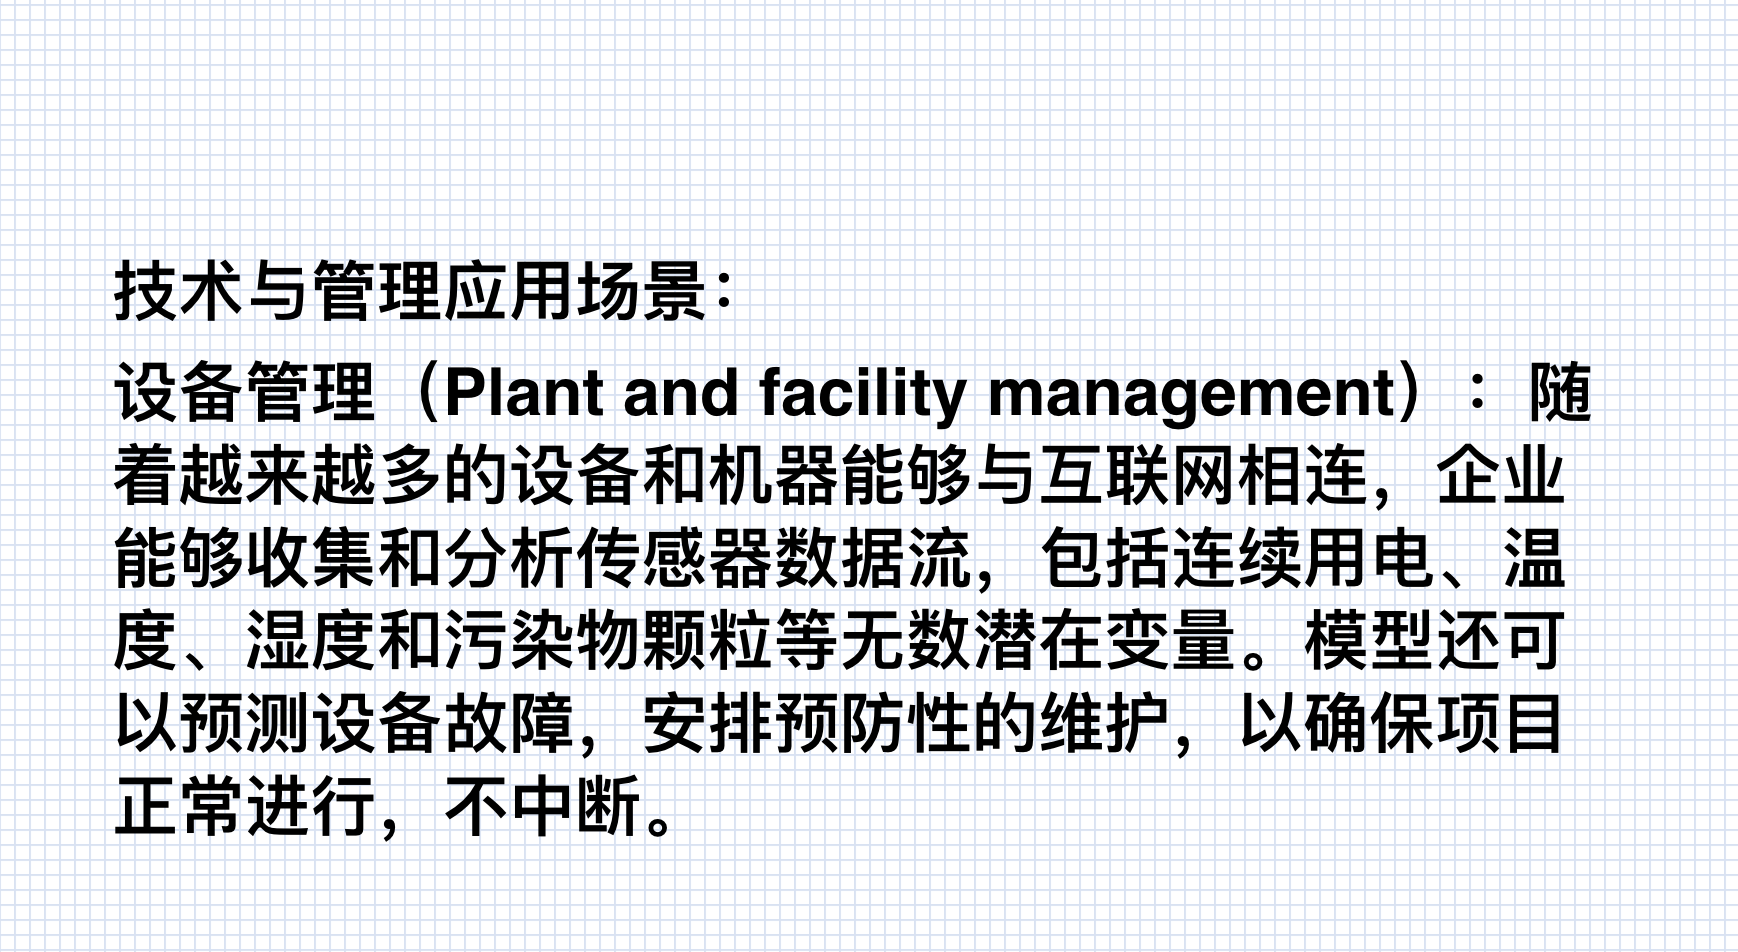 技术与管理应用场景：
设备管理（Plant and facility management）：随
着越来越多的设备和机器能够与互联网相连，企业
能够收集和分析传感器数据流，包括连续用电、温
度、湿度和污染物颗粒等无数潜在变量。模型还可
以预测设备故障，安排预防性的维护，以确保项目
正常进行，不中断。